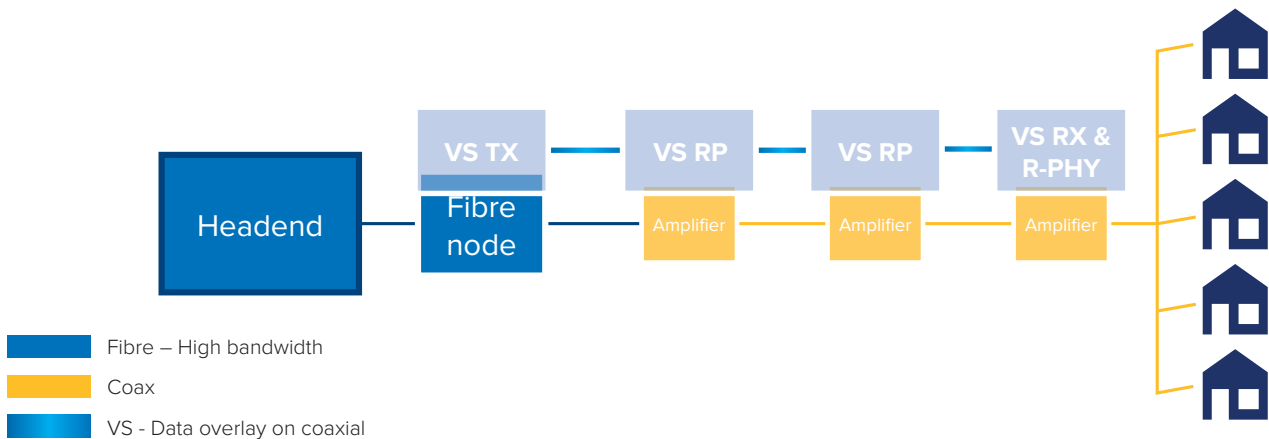 VS TX
VS RP
VS RP
VS RX &
R-PHY
Headend
Fibre
node
Amplifier
Amplifier
Amplifier
Fibre – High bandwidth
Coax
VS - Data overlay on coaxial